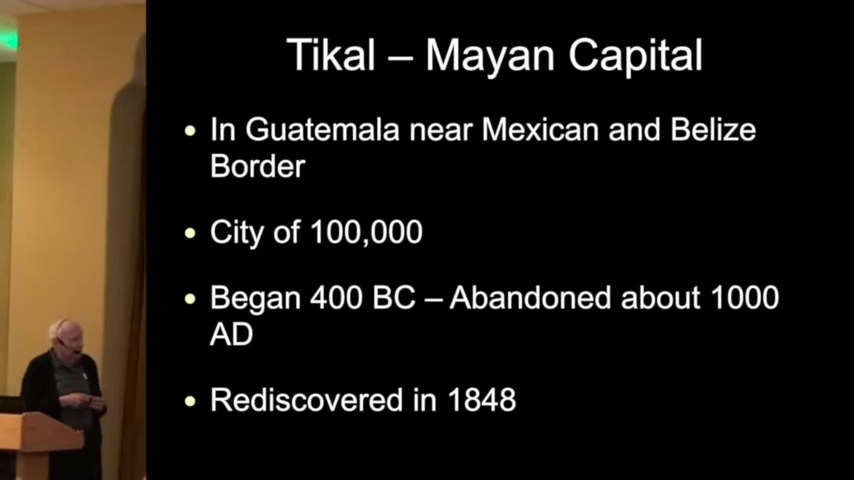 Tikal – Mayan Capital
• In Guatemala near Mexican and Belize
Border
• City of 100,000
• Began 400 BC – Abandoned about 1000
AD
• Rediscovered in 1848